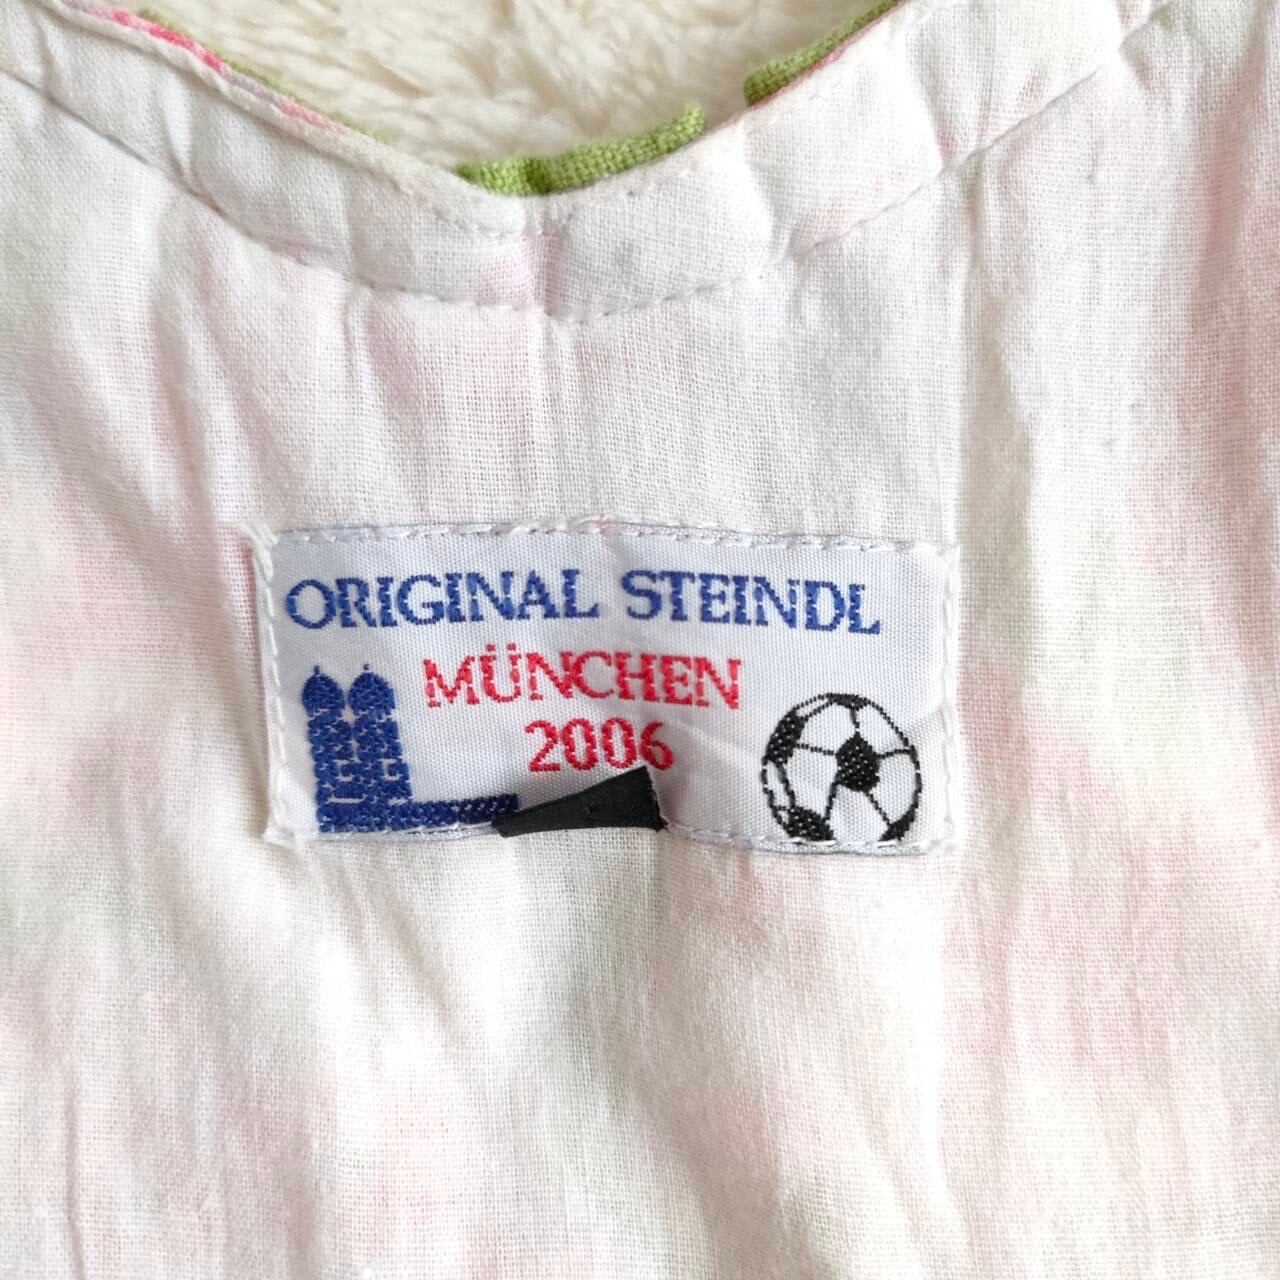 ORIGINAL STEINDL
MÜNCHEN
2006